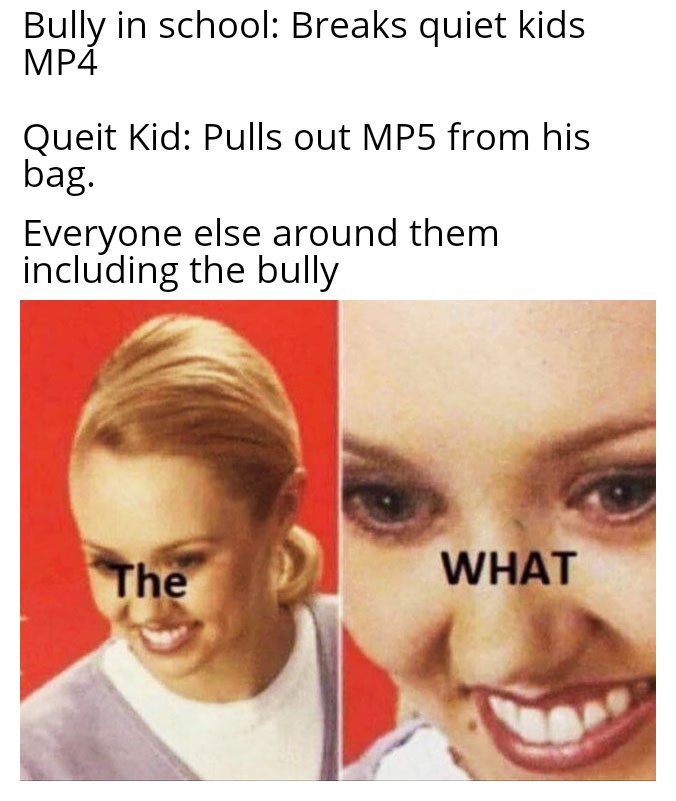 Bully in school: Breaks quiet kids
MP4
Queit Kid: Pulls out MP5 from his
bag.
Everyone else around them
including the bully
The
WHAT